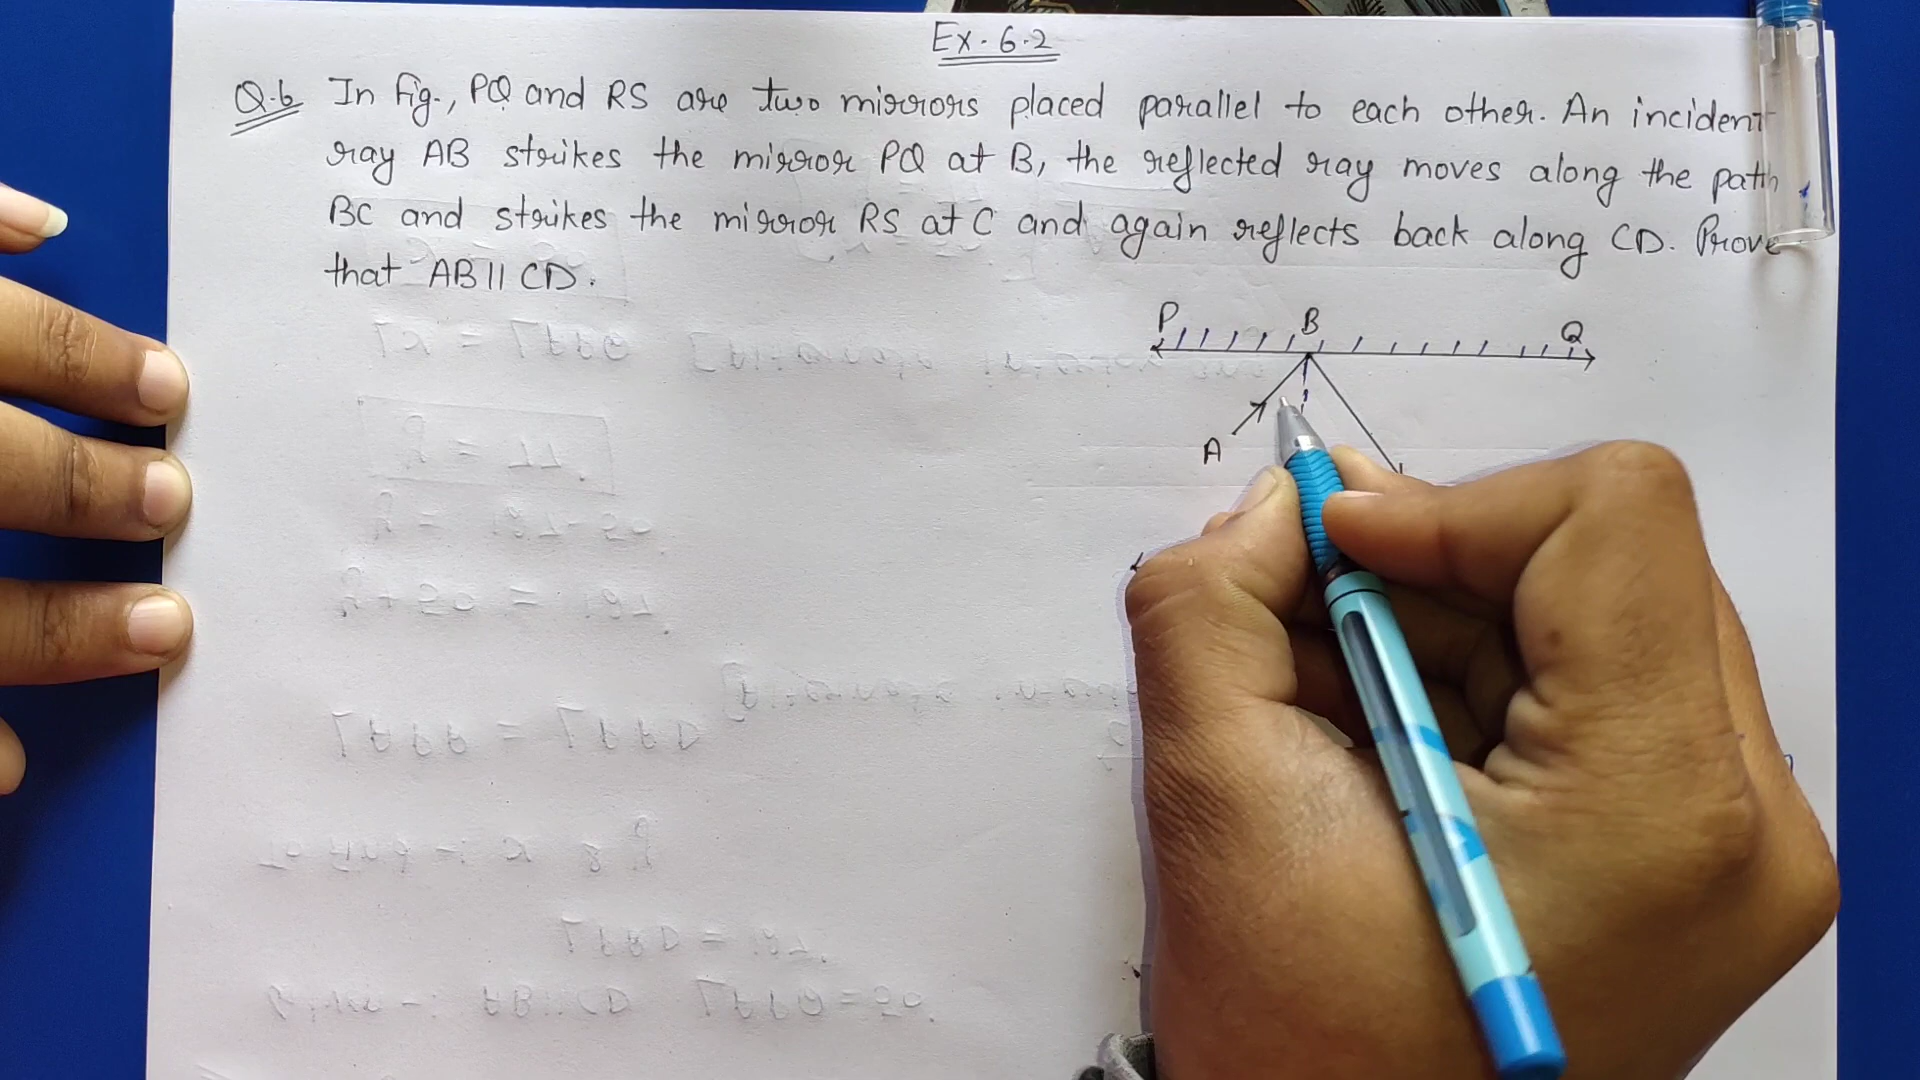 Ex. 6.2
Q.6 In fig., PQ and RS are two mirrors placed parallel to each other. An incident
ray AB strikes the mirror PQ at B, the reflected ray moves along the path
BC and strikes the mirror RS at C and again reflects back along CD. Prove
that AB || CD.
P B Q
A